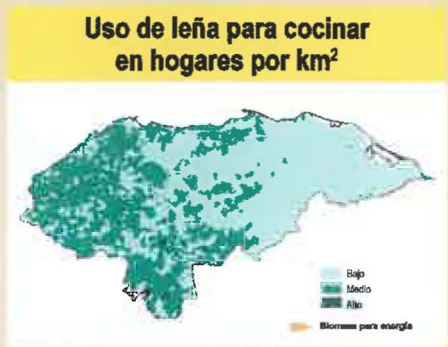 Uso de leña para cocinar
en hogares por km²
Bajo
Medio
Alto
Biomasa para energía